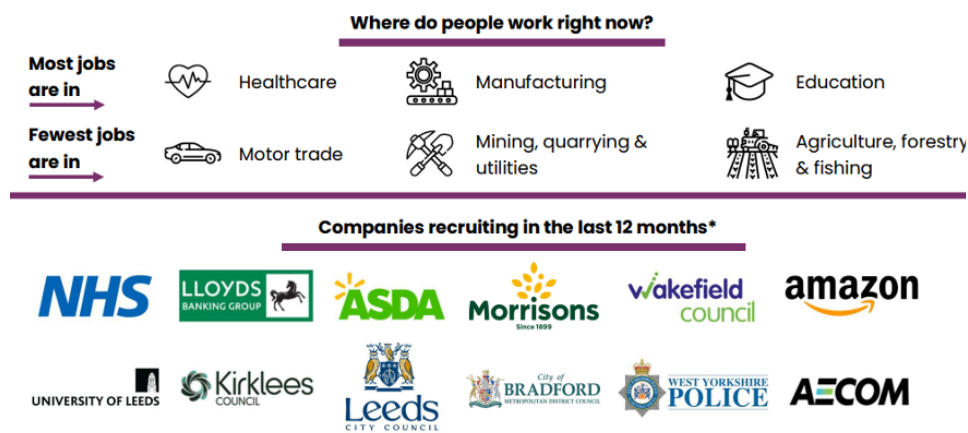 Where do people work right now?
Most jobs
are in
Healthcare
Manufacturing
Education
Fewest jobs
are in
Motor trade
Mining, quarrying &
utilities
Agriculture, forestry
& fishing
Companies recruiting in the last 12 months*
NHS
LLOYDS
BANKING GROUP
ASDA
Morrisons
Since 1899
wakefield
council
amazon
UNIVERSITY OF LEEDS
Kirklees
COUNCIL
Leeds
CITY COUNCIL
City of
BRADFORD
METROPOLITAN DISTRICT COUNCIL
WEST YORKSHIRE
POLICE
AECOM